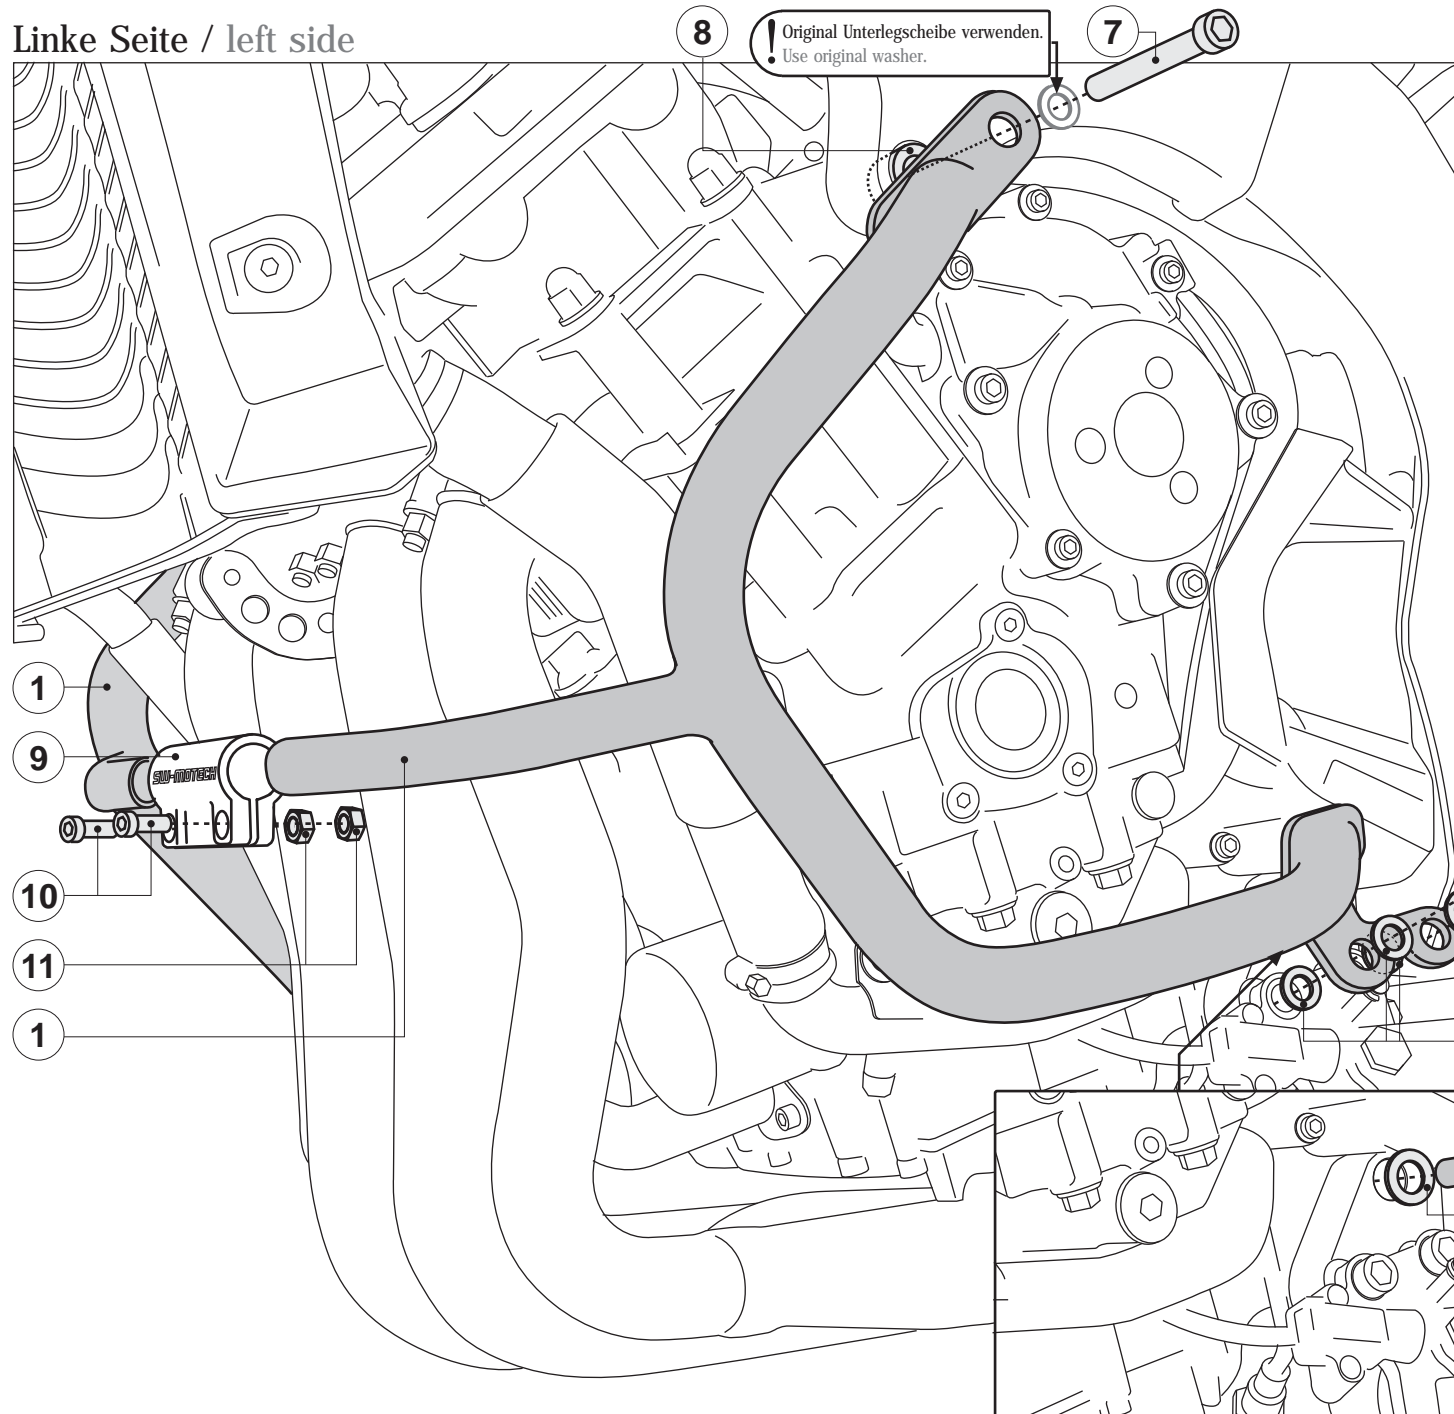 Linke Seite / left side
8
! Original Unterlegscheibe verwenden.
Use original washer.
7
1
9
SW-MOTECH
10
11
1